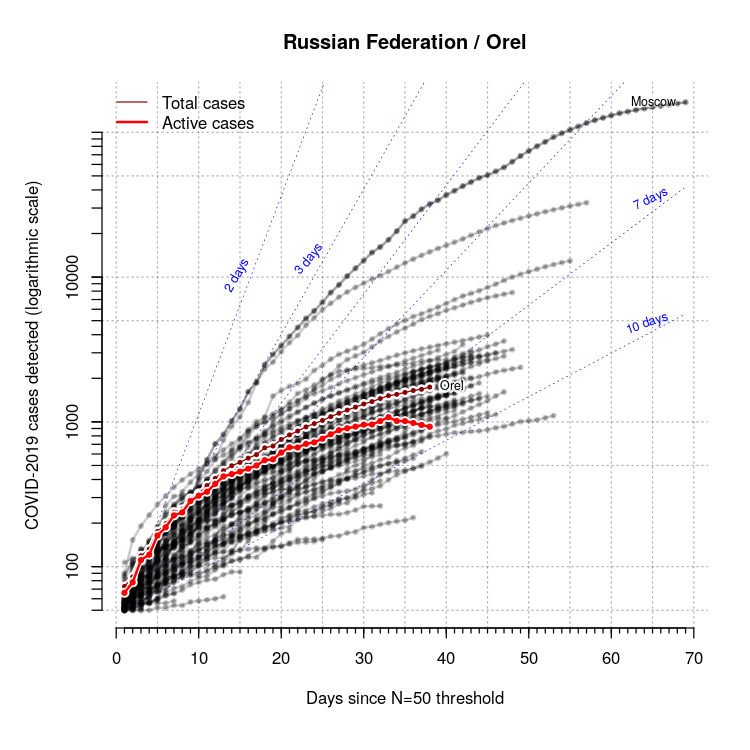 Russian Federation / Orel
Total cases
Active cases
Moscow
2 days
3 days
7 days
10 days
Orel
COVID-2019 cases detected (logarithmic scale)
10000
1000
100
0 10 20 30 40 50 60 70
Days since N=50 threshold